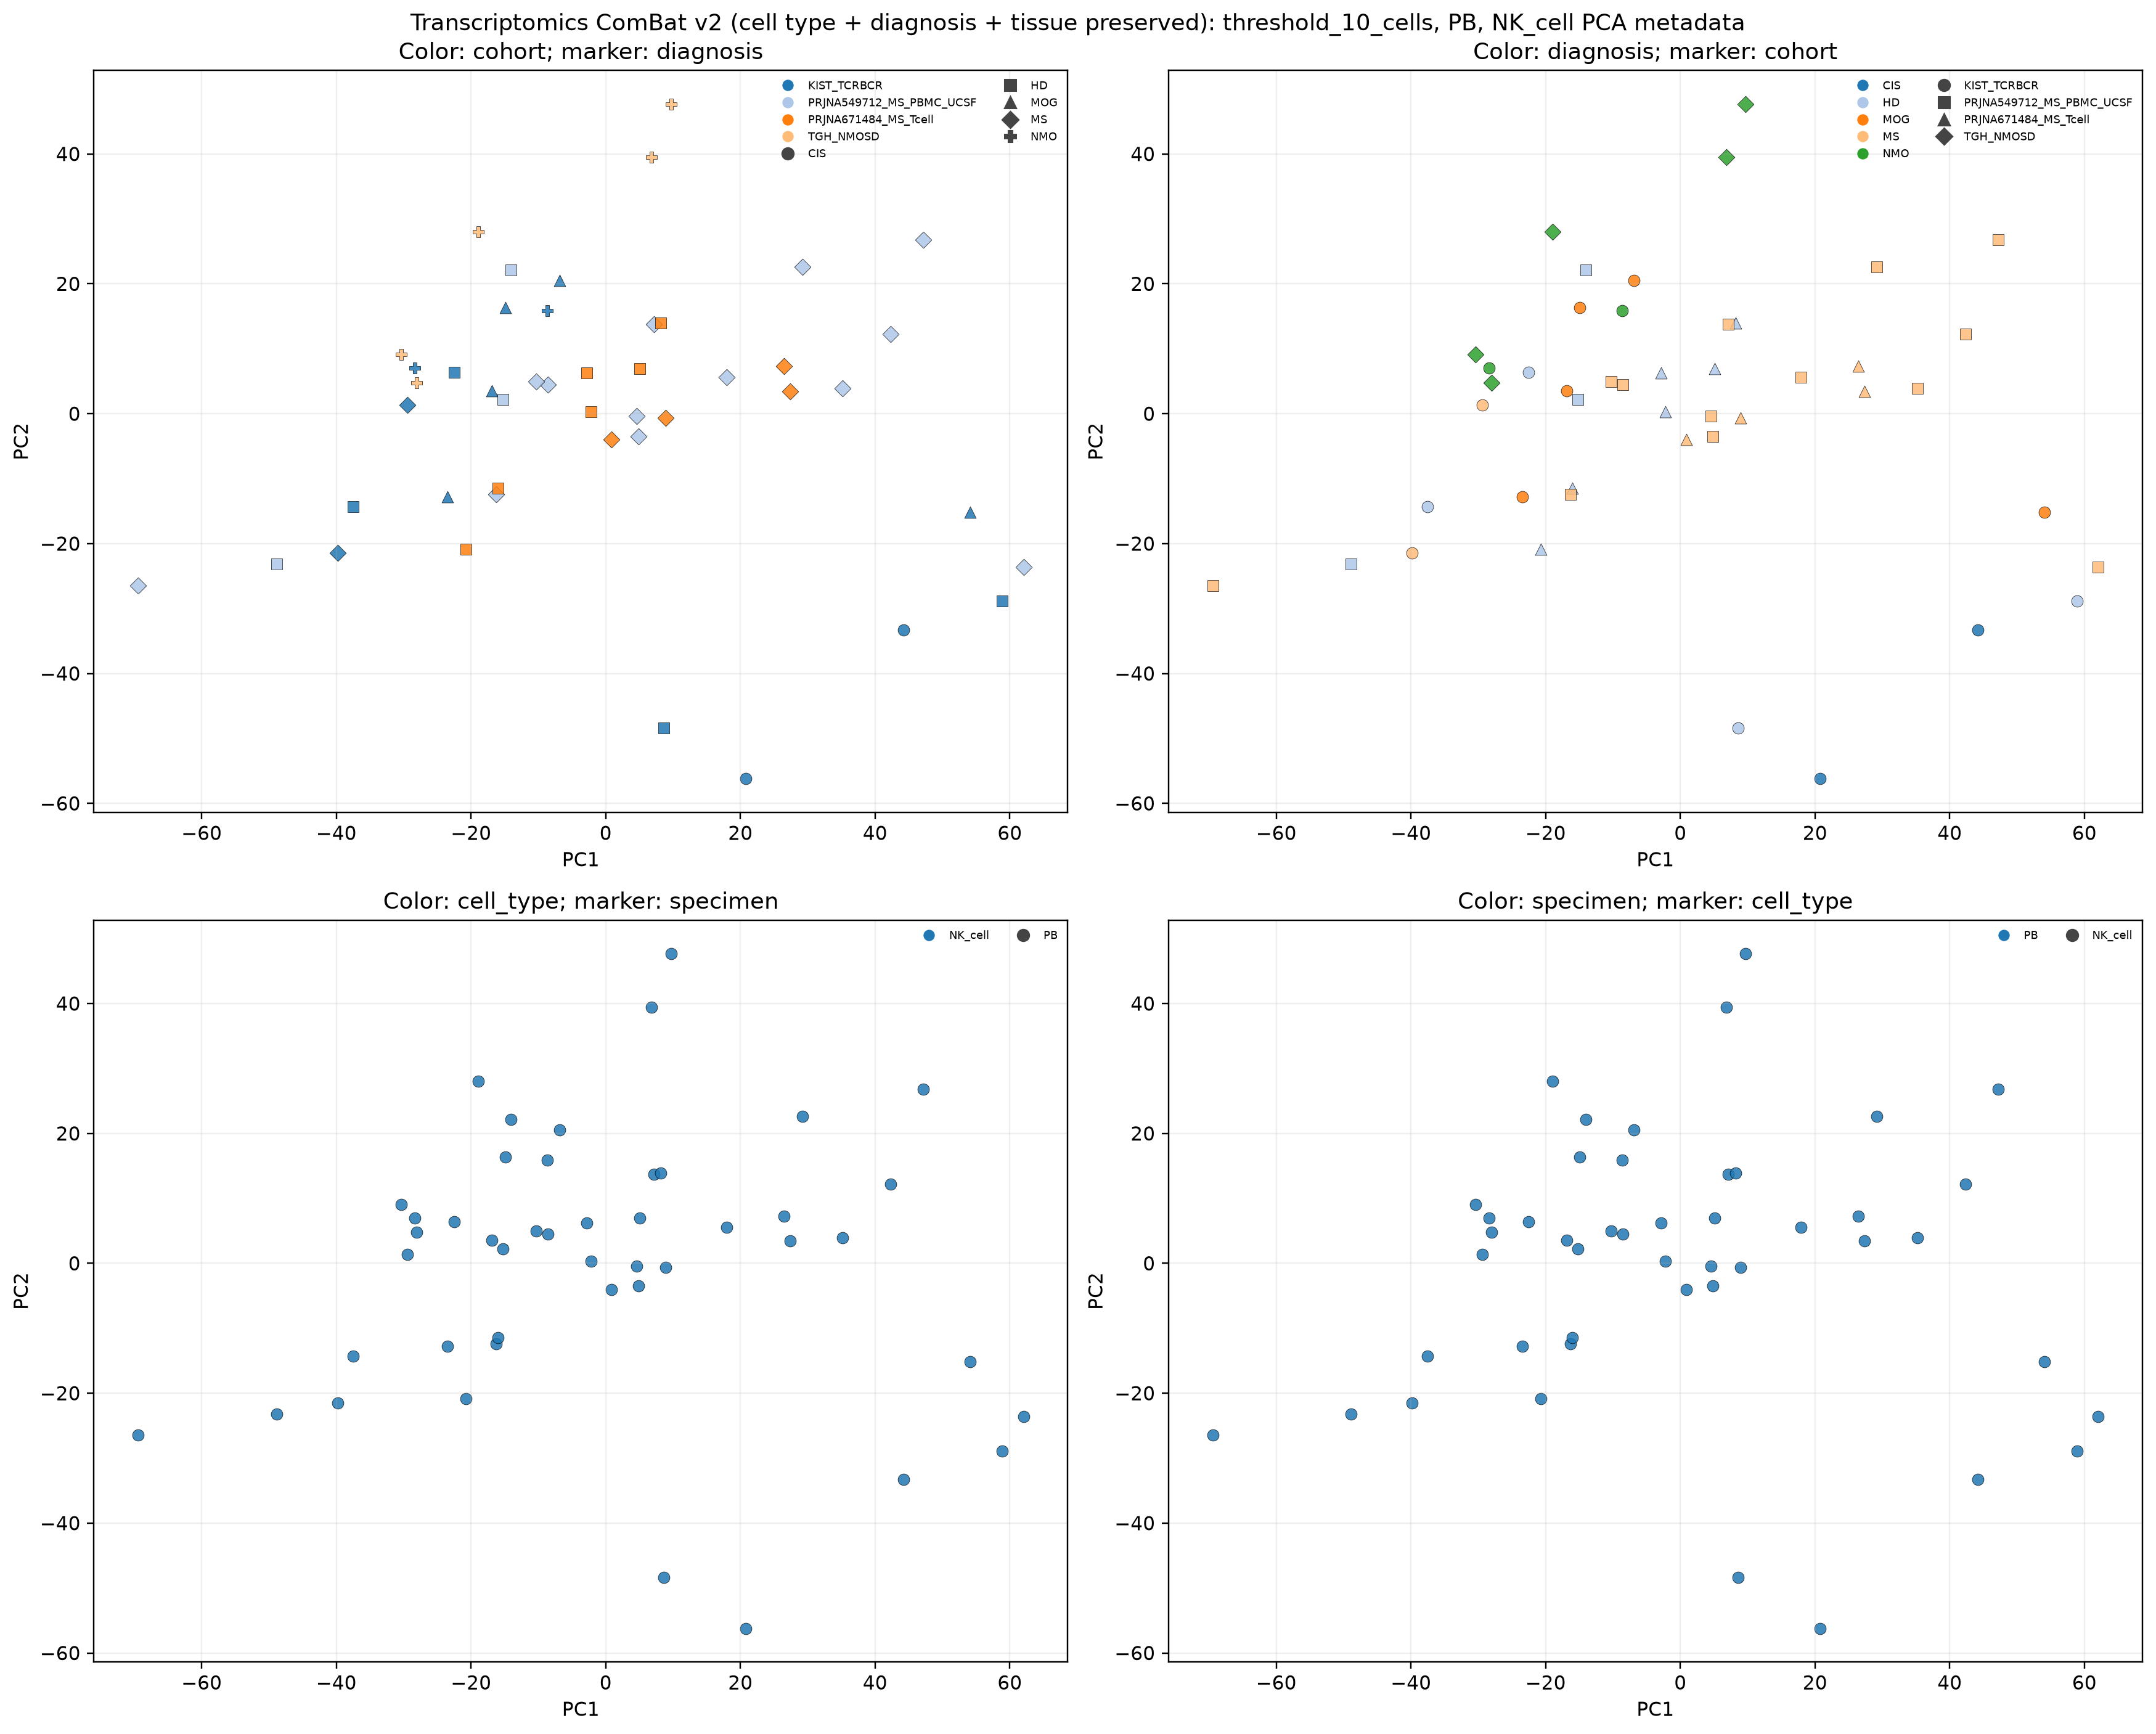 Transcriptomics ComBat v2 (cell type + diagnosis + tissue preserved): threshold_10_cells, PB, NK_cell PCA metadata
Color: cohort; marker: diagnosis
KIST_TCRBCR
PRJNA549712_MS_PBMC_UCSF
PRJNA671484_MS_Tcell
TGH_NMOSD
CIS
HD
MOG
MS
NMO
40
20
0
−20
−40
−60
PC2
−60 −40 −20 0 20 40 60
PC1
Color: diagnosis; marker: cohort
CIS
HD
MOG
MS
NMO
KIST_TCRBCR
PRJNA549712_MS_PBMC_UCSF
PRJNA671484_MS_Tcell
TGH_NMOSD
40
20
0
−20
−40
−60
PC2
−60 −40 −20 0 20 40 60
PC1
Color: cell_type; marker: specimen
NK_cell
PB
40
20
0
−20
−40
−60
PC2
−60 −40 −20 0 20 40 60
PC1
Color: specimen; marker: cell_type
PB
NK_cell
40
20
0
−20
−40
−60
PC2
−60 −40 −20 0 20 40 60
PC1